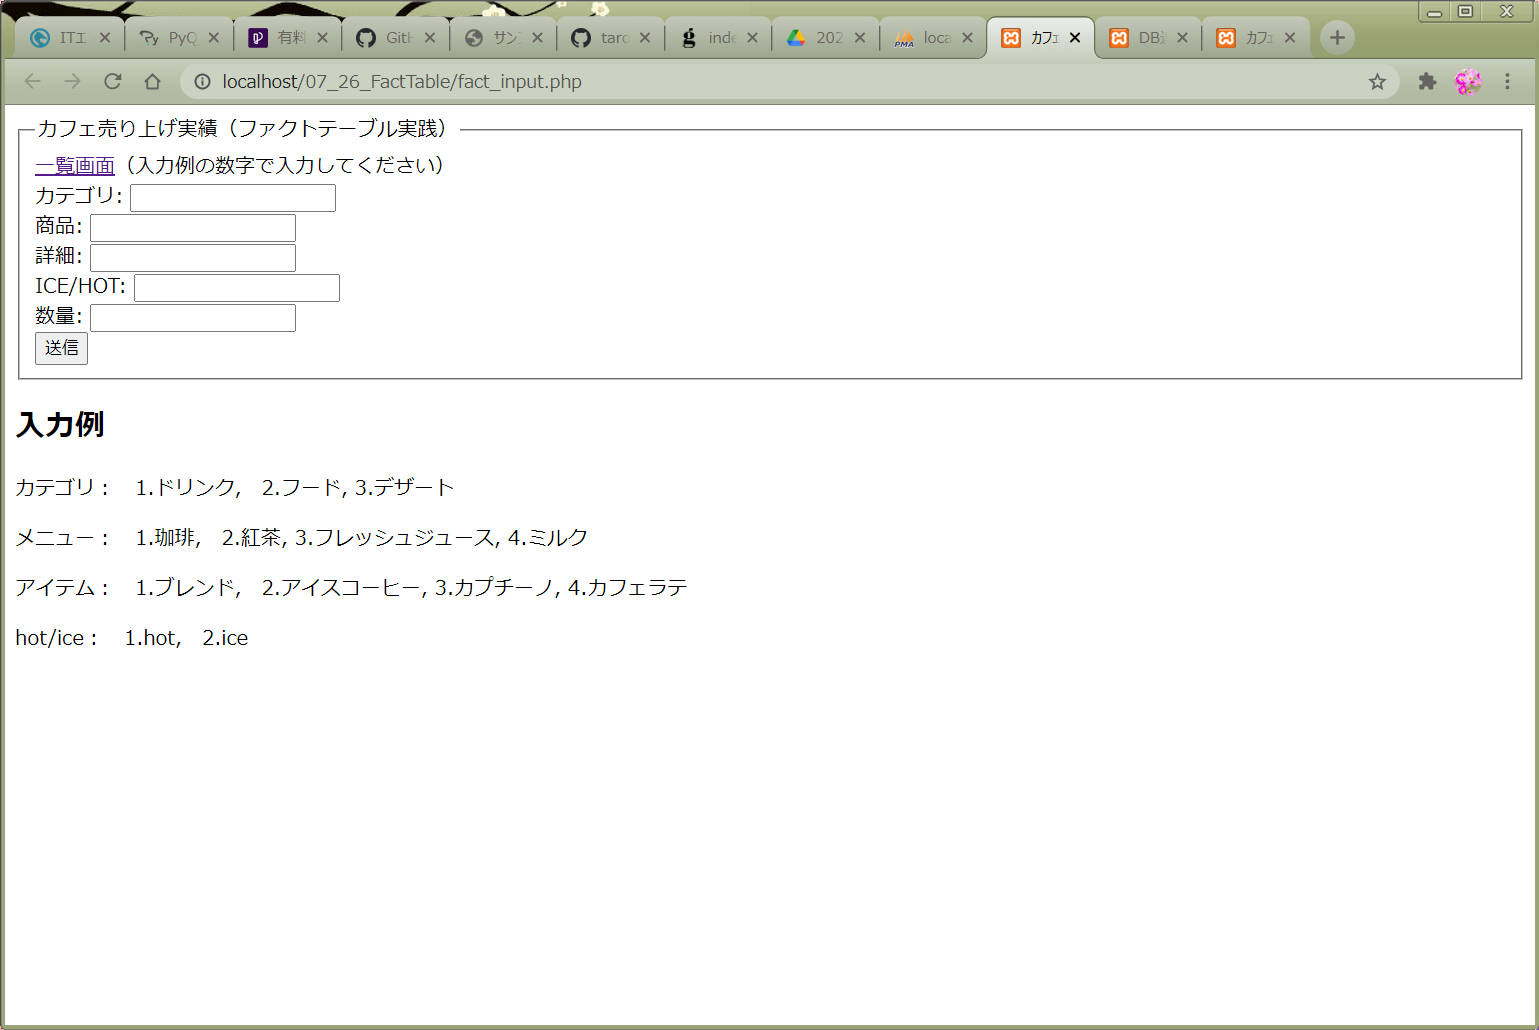 ITエ
PyQ
有料
GitH
サン
taro
inde
202
loca
カフェ
DB連
カフェ
localhost/07_26_FactTable/fact_input.php
カフェ売り上げ実績（ファクトテーブル実践）
一覧画面（入力例の数字で入力してください）
カテゴリ:
商品:
詳細:
ICE/HOT:
数量:
送信
入力例
カテゴリ： 1.ドリンク, 2.フード, 3.デザート
メニュー： 1.珈琲, 2.紅茶, 3.フレッシュジュース, 4.ミルク
アイテム： 1.ブレンド, 2.アイスコーヒー, 3.カプチーノ, 4.カフェラテ
hot/ice： 1.hot, 2.ice